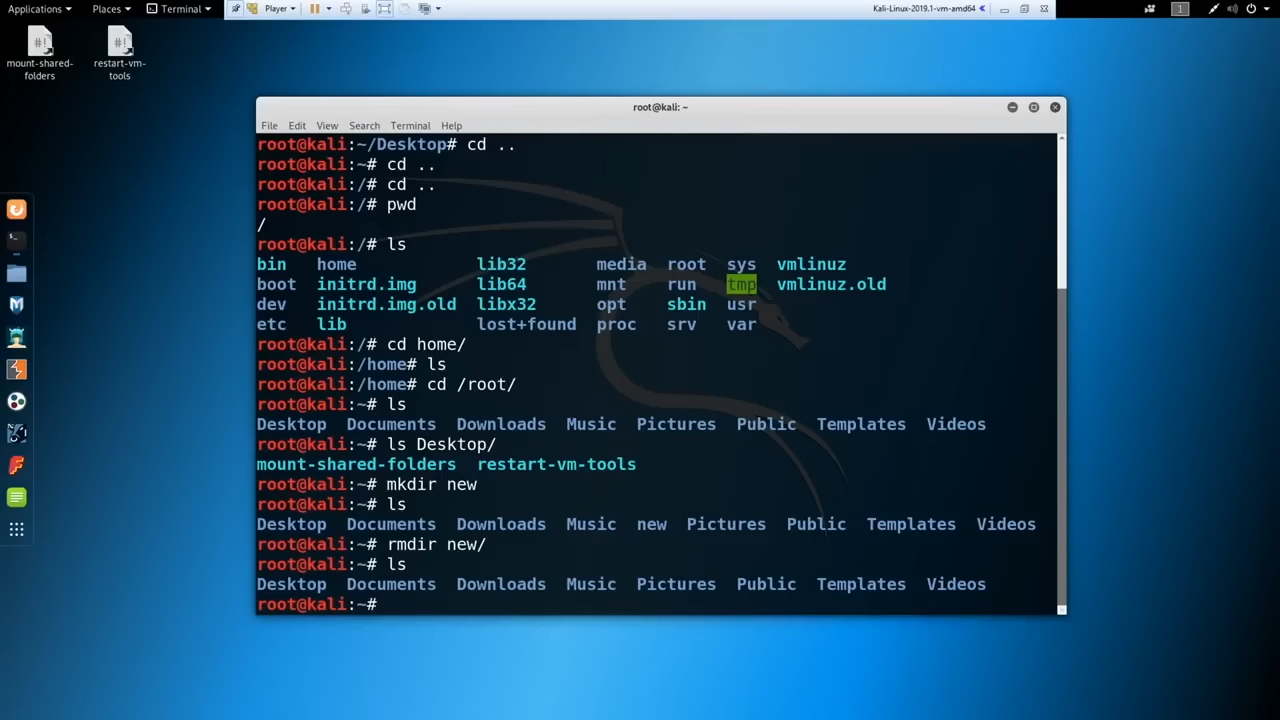 Applications Places Terminal Player Kali-Linux-2019.1-vm-amd64 1
mount-shared-folders
restart-vm-tools
root@kali: ~
File Edit View Search Terminal Help
root@kali:~/Desktop# cd ..
root@kali:~# cd ..
root@kali:/# cd ..
root@kali:/# pwd
/
root@kali:/# ls
bin home lib32 media root sys vmlinuz
boot initrd.img lib64 mnt run tmp vmlinuz.old
dev initrd.img.old libx32 opt sbin usr
etc lib lost+found proc srv var
root@kali:/# cd home/
root@kali:/home# ls
root@kali:/home# cd /root/
root@kali:~# ls
Desktop Documents Downloads Music Pictures Public Templates Videos
root@kali:~# ls Desktop/
mount-shared-folders restart-vm-tools
root@kali:~# mkdir new
root@kali:~# ls
Desktop Documents Downloads Music new Pictures Public Templates Videos
root@kali:~# rmdir new/
root@kali:~# ls
Desktop Documents Downloads Music Pictures Public Templates Videos
root@kali:~#